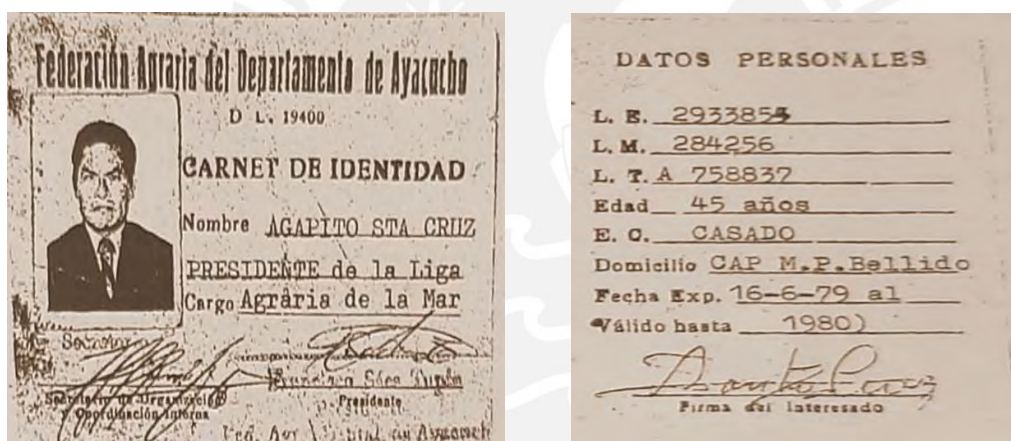 Federación Agraria del Departamento de Ayacucho
D L. 19400
CARNET DE IDENTIDAD
Nombre AGAPITO STA CRUZ
PRESIDENTE de la Liga
Cargo Agrária de la Mar
Secretario de Organización
y Coordinación Interna
Presidente
DATOS PERSONALES
L. E. 2933854
L. M. 284256
L. T. A 758837
Edad 45 años
E. C. CASADO
Domicilio CAP M.P.Bellido
Fecha Exp. 16-6-79 al
Válido hasta 1980)
Firma del Interesado